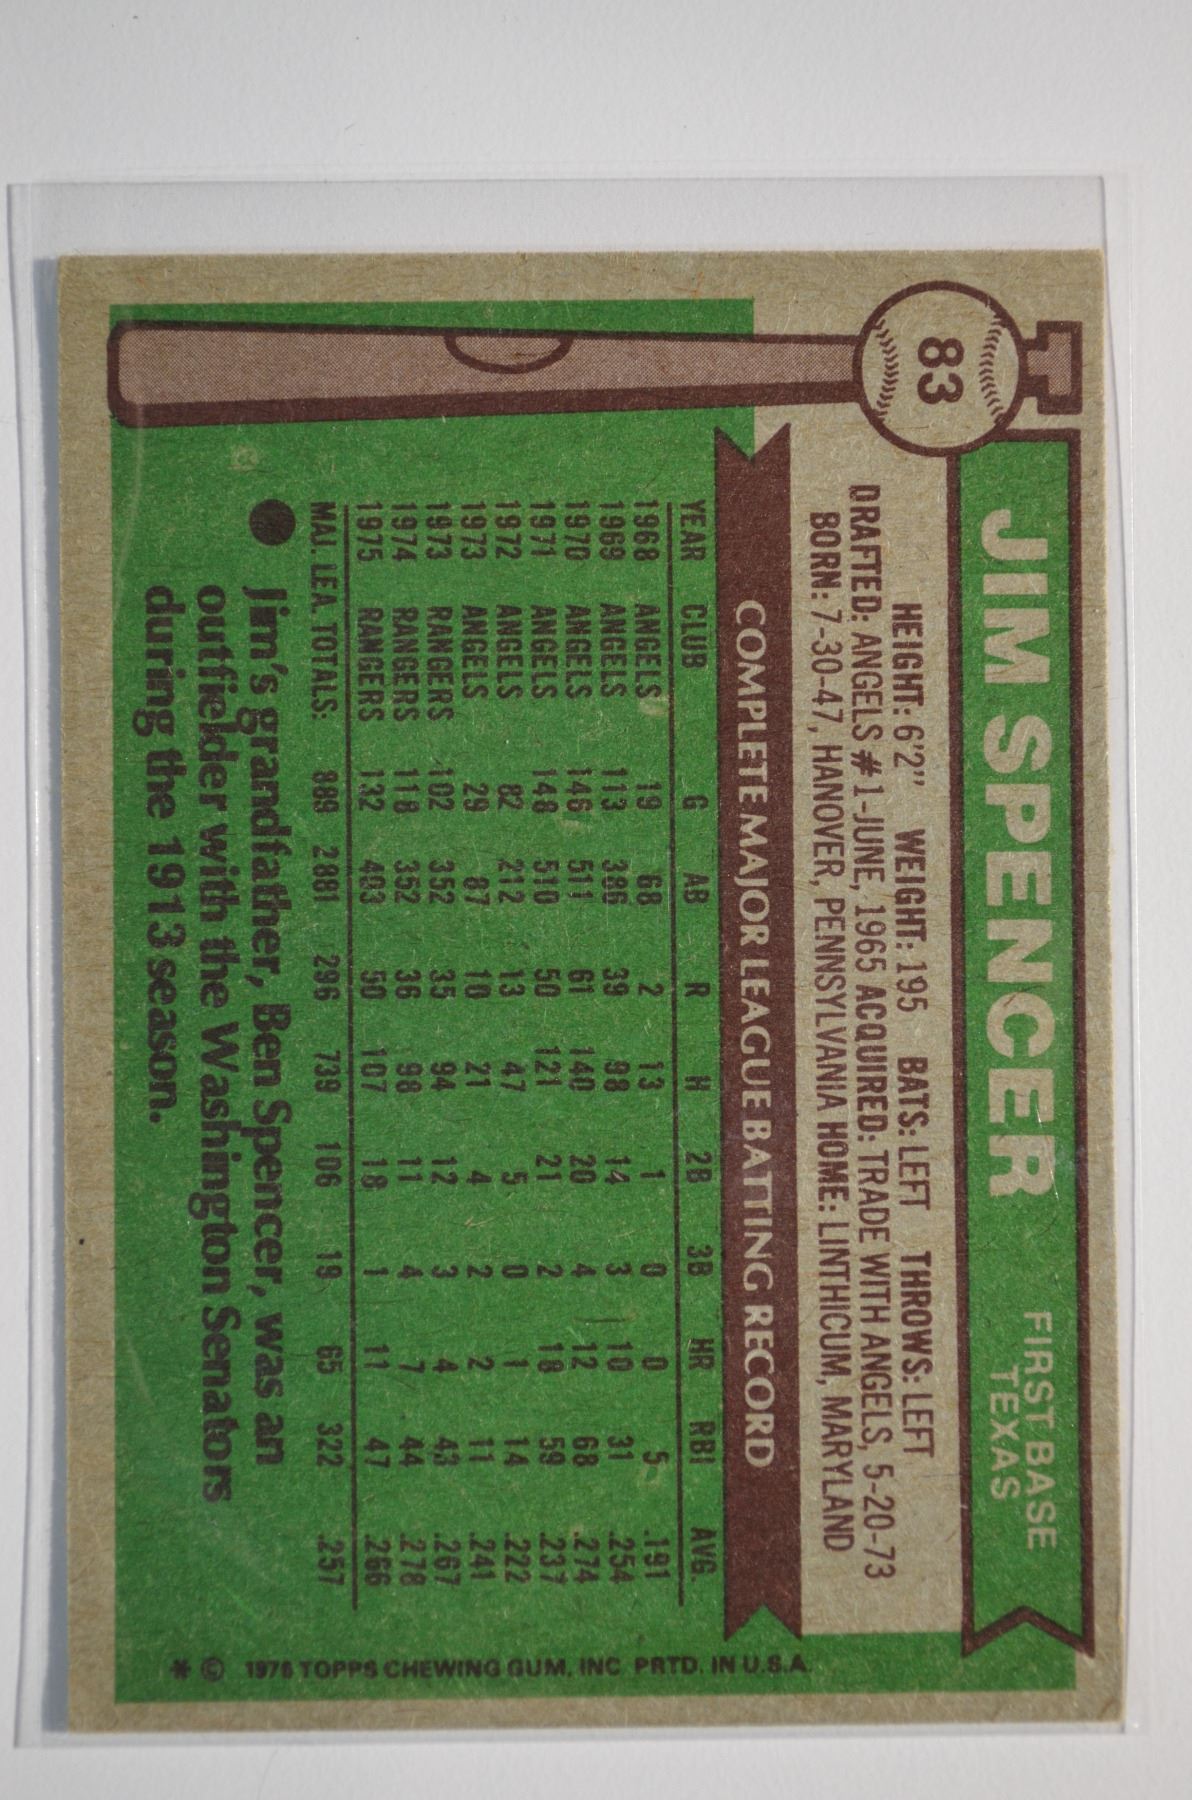 83
JIM SPENCER
FIRST BASE
TEXAS
HEIGHT: 6'2" WEIGHT: 195 BATS: LEFT THROWS: LEFT
DRAFTED: ANGELS #1-JUNE, 1965 ACQUIRED: TRADE WITH ANGELS, 5-20-73
BORN: 7-30-47, HANOVER, PENNSYLVANIA HOME: LINTHICUM, MARYLAND
COMPLETE MAJOR LEAGUE BATTING RECORD
YEAR CLUB G AB R H 2B 3B HR RBI AVG.
1968 ANGELS 19 68 2 13 1 0 0 5 .191
1969 ANGELS 113 386 39 98 14 3 10 31 .254
1970 ANGELS 146 511 61 140 20 4 12 68 .274
1971 ANGELS 148 510 50 121 21 2 18 59 .237
1972 ANGELS 82 212 13 47 5 0 1 14 .222
1973 ANGELS 29 87 10 21 4 2 2 11 .241
1973 RANGERS 102 352 35 94 12 3 4 43 .267
1974 RANGERS 118 352 36 98 11 4 7 44 .278
1975 RANGERS 132 403 50 107 18 1 11 47 .266
MAJ. LEA. TOTALS: 889 2881 296 739 106 19 65 322 .257
● Jim's grandfather, Ben Spencer, was an
outfielder with the Washington Senators
during the 1913 season.
* © 1976 TOPPS CHEWING GUM, INC PRTD. IN U.S.A.